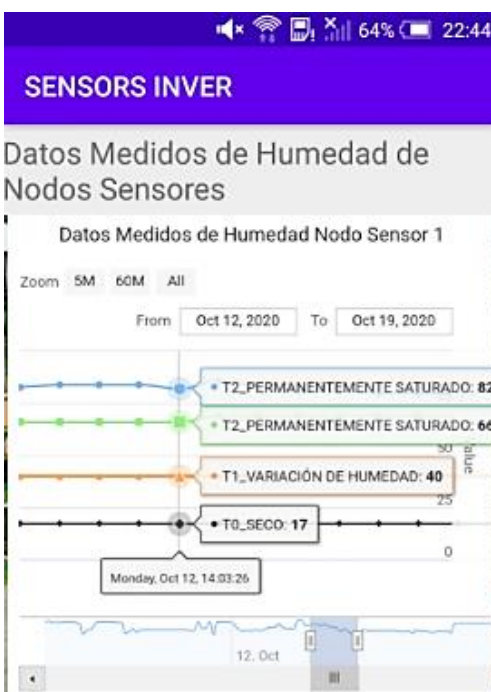 64% 22:44
SENSORS INVER
Datos Medidos de Humedad de
Nodos Sensores
Datos Medidos de Humedad Nodo Sensor 1
Zoom 5M 60M All
From Oct 12, 2020 To Oct 19, 2020
• T2_PERMANENTEMENTE SATURADO: 82
• T2_PERMANENTEMENTE SATURADO: 66
50
Value
• T1_VARIACIÓN DE HUMEDAD: 40
25
• T0_SECO: 17
0
Monday, Oct 12, 14:03:26
12. Oct